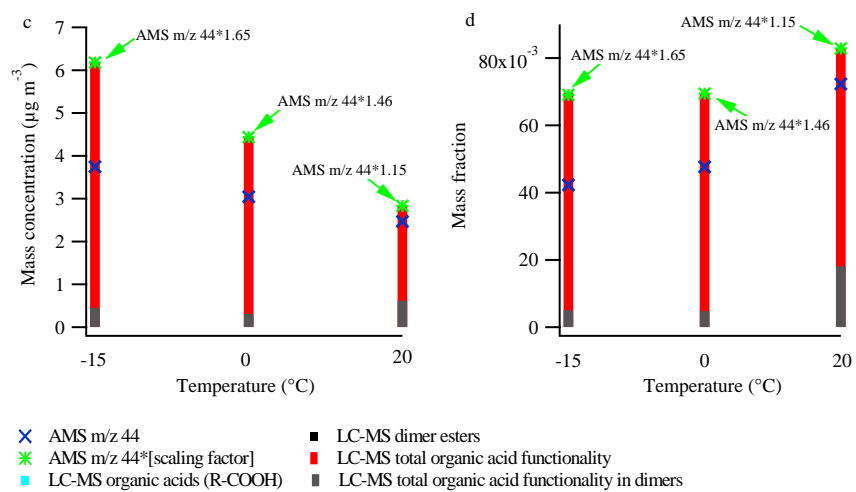 c
7
6
5
4
3
2
1
0
Mass concentration (µg m⁻³)
AMS m/z 44*1.65
AMS m/z 44*1.46
AMS m/z 44*1.15
-15
0
20
Temperature (°C)
d
80x10⁻³
60
40
20
0
Mass fraction
AMS m/z 44*1.15
AMS m/z 44*1.65
AMS m/z 44*1.46
-15
0
20
Temperature (°C)
AMS m/z 44
AMS m/z 44*[scaling factor]
LC-MS organic acids (R-COOH)
LC-MS dimer esters
LC-MS total organic acid functionality
LC-MS total organic acid functionality in dimers